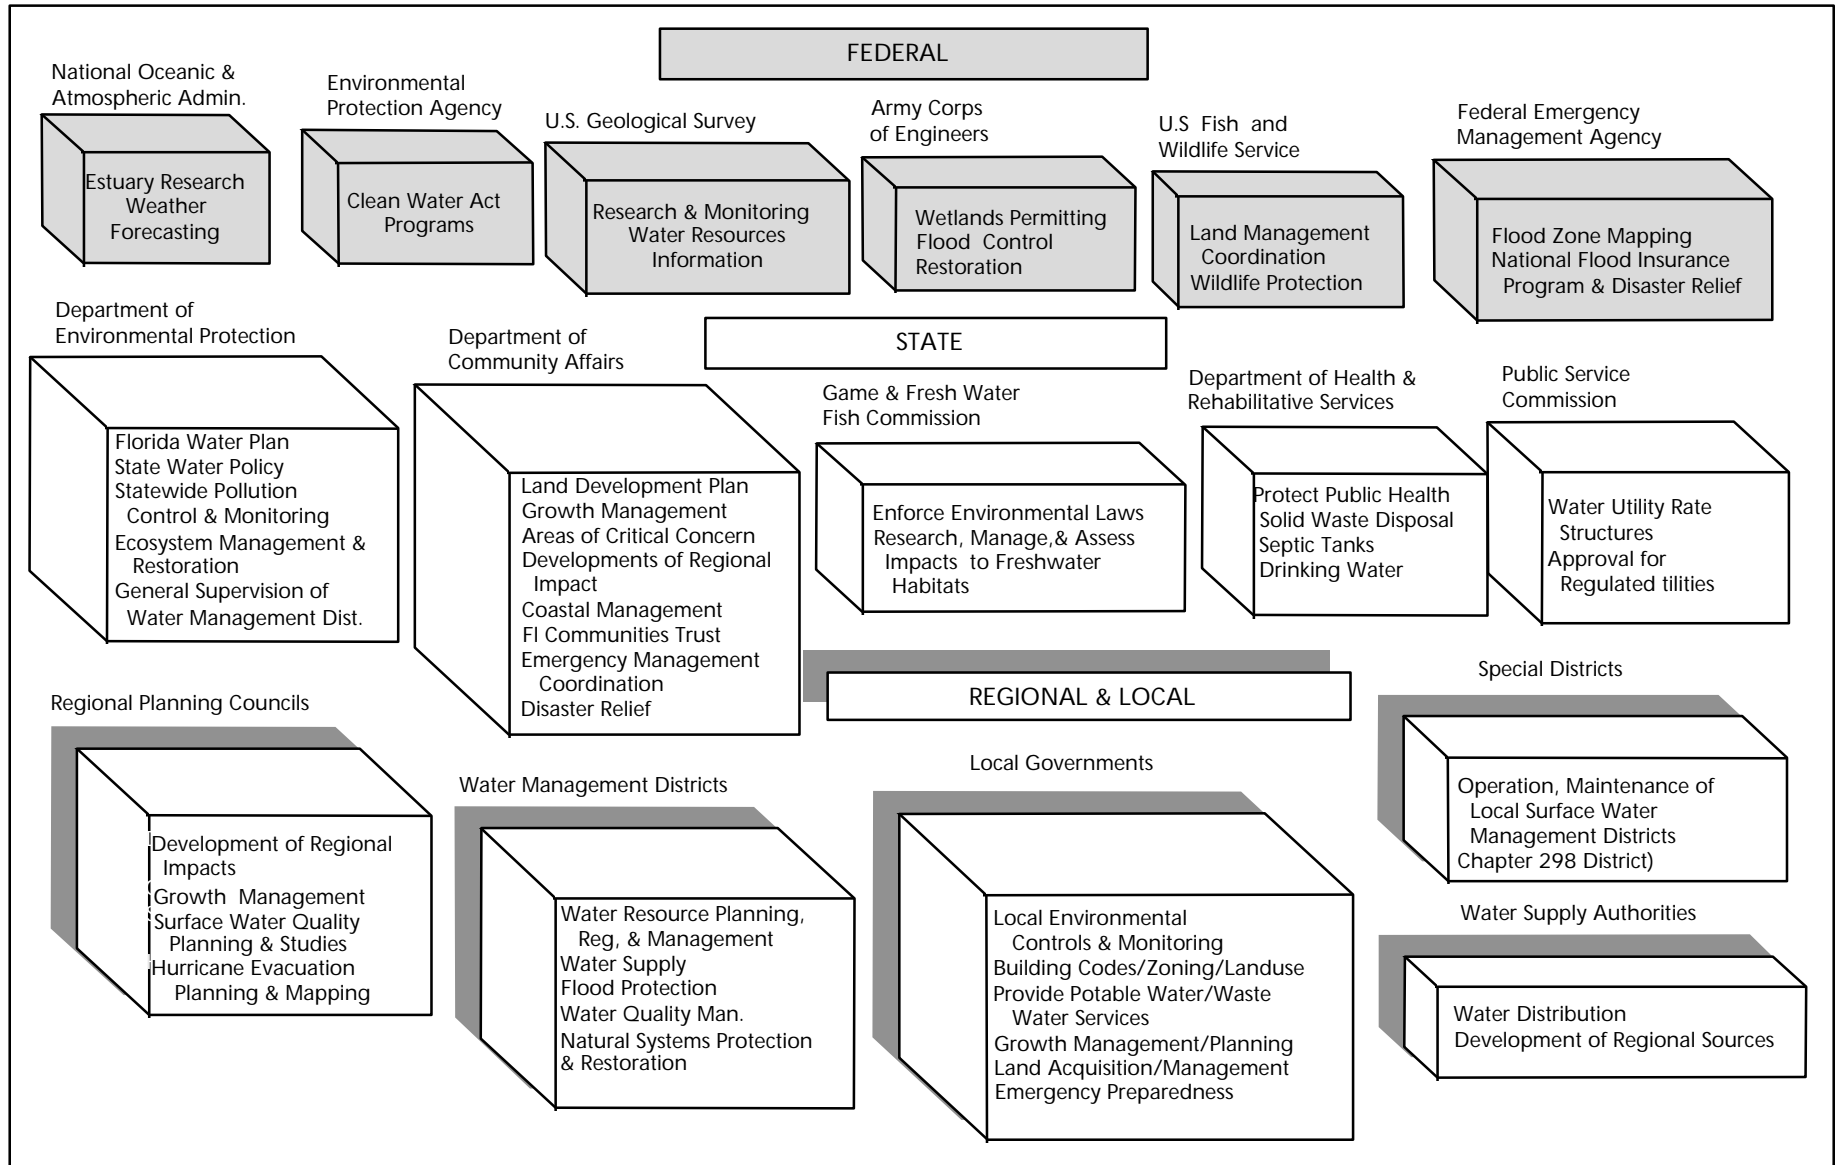 FEDERAL
National Oceanic &
Atmospheric Admin.
Estuary Research
Weather
Forecasting
Environmental
Protection Agency
Clean Water Act
Programs
U.S. Geological Survey
Research & Monitoring
Water Resources
Information
Army Corps
of Engineers
Wetlands Permitting
Flood Control
Restoration
U.S Fish and
Wildlife Service
Land Management
Coordination
Wildlife Protection
Federal Emergency
Management Agency
Flood Zone Mapping
National Flood Insurance
Program & Disaster Relief
STATE
Department of
Environmental Protection
Florida Water Plan
State Water Policy
Statewide Pollution
Control & Monitoring
Ecosystem Management &
Restoration
General Supervision of
Water Management Dist.
Department of
Community Affairs
Land Development Plan
Growth Management
Areas of Critical Concern
Developments of Regional
Impact
Coastal Management
Fl Communities Trust
Emergency Management
Coordination
Disaster Relief
Game & Fresh Water
Fish Commission
Enforce Environmental Laws
Research, Manage,& Assess
Impacts to Freshwater
Habitats
Department of Health &
Rehabilitative Services
Protect Public Health
Solid Waste Disposal
Septic Tanks
Drinking Water
Public Service
Commission
Water Utility Rate
Structures
Approval for
Regulated tilities
REGIONAL & LOCAL
Regional Planning Councils
Development of Regional
Impacts
Growth Management
Surface Water Quality
Planning & Studies
Hurricane Evacuation
Planning & Mapping
Water Management Districts
Water Resource Planning,
Reg, & Management
Water Supply
Flood Protection
Water Quality Man.
Natural Systems Protection
& Restoration
Local Governments
Local Environmental
Controls & Monitoring
Building Codes/Zoning/Landuse
Provide Potable Water/Waste
Water Services
Growth Management/Planning
Land Acquisition/Management
Emergency Preparedness
Special Districts
Operation, Maintenance of
Local Surface Water
Management Districts
Chapter 298 District)
Water Supply Authorities
Water Distribution
Development of Regional Sources